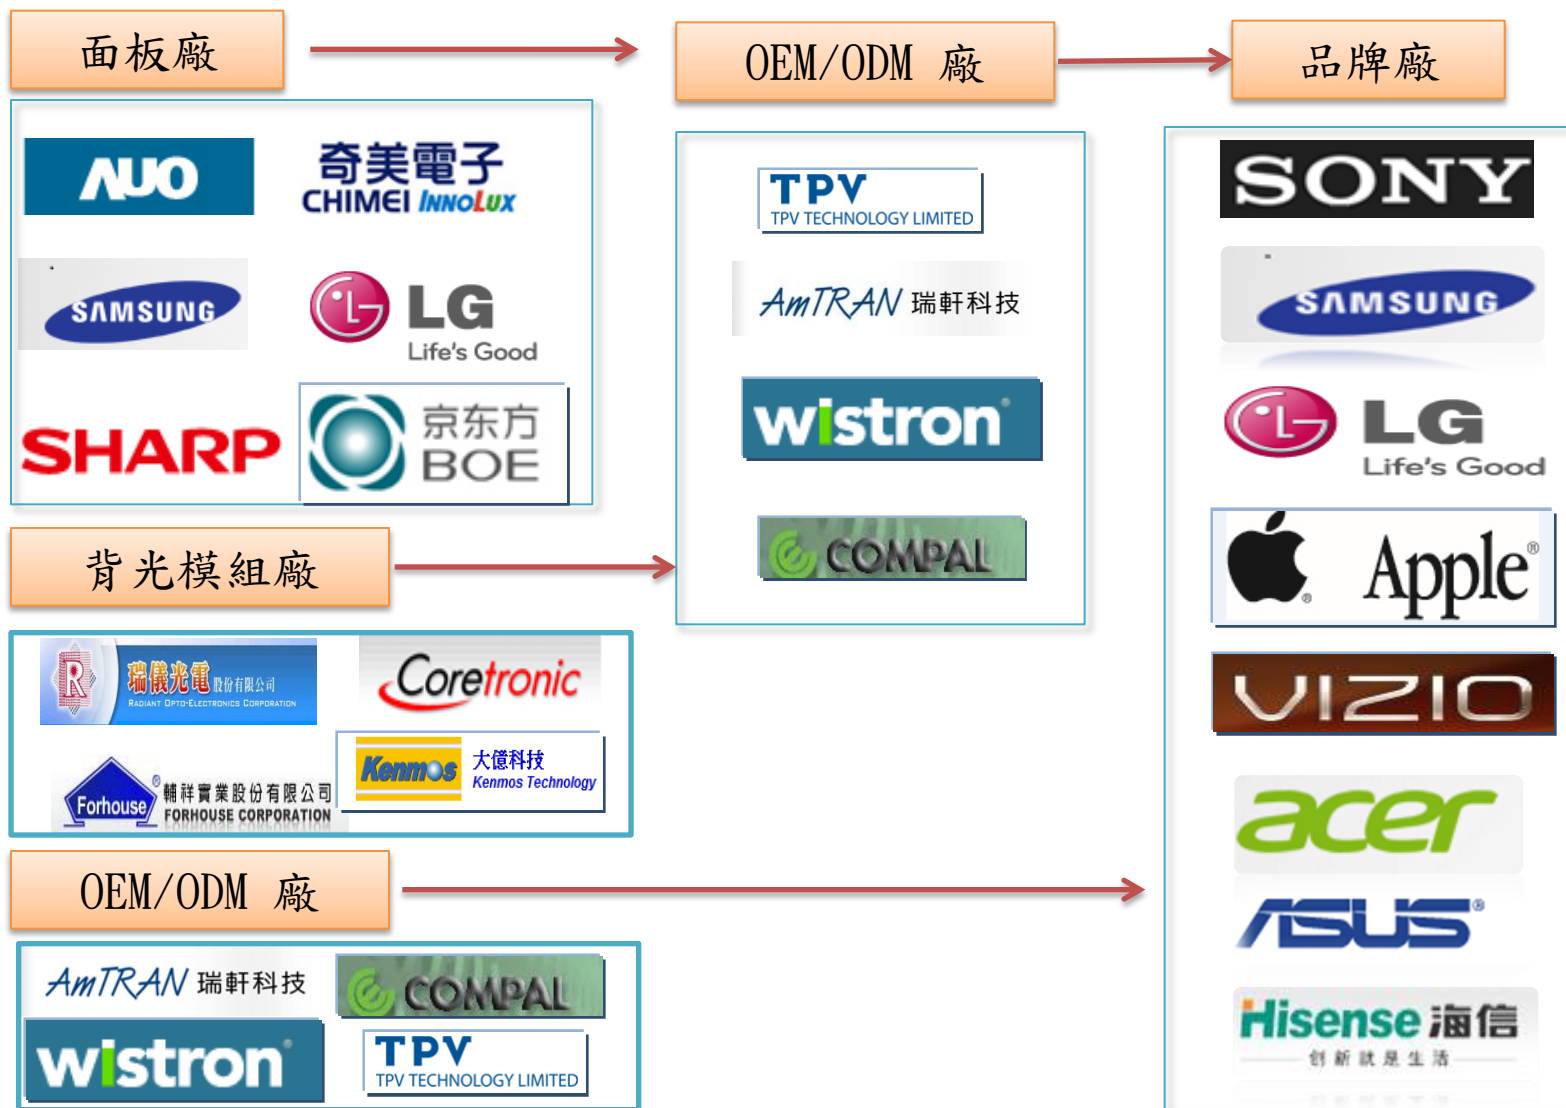 面板廠
OEM/ODM 廠
品牌廠
AUO
奇美電子
CHIMEI INNOLUX
SAMSUNG
LG
Life's Good
SHARP
京东方
BOE
TPV
TPV TECHNOLOGY LIMITED
AmTRAN 瑞軒科技
wistron
COMPAL
SONY
SAMSUNG
LG
Life's Good
Apple
VIZIO
acer
ASUS
Hisense 海信
创新就是生活
背光模組廠
R
瑞儀光電 股份有限公司
RADIANT OPTO-ELECTRONICS CORPORATION
Coretronic
Forhouse
輔祥實業股份有限公司
FORHOUSE CORPORATION
Kenmos
大億科技
Kenmos Technology
OEM/ODM 廠
AmTRAN 瑞軒科技
COMPAL
wistron
TPV
TPV TECHNOLOGY LIMITED